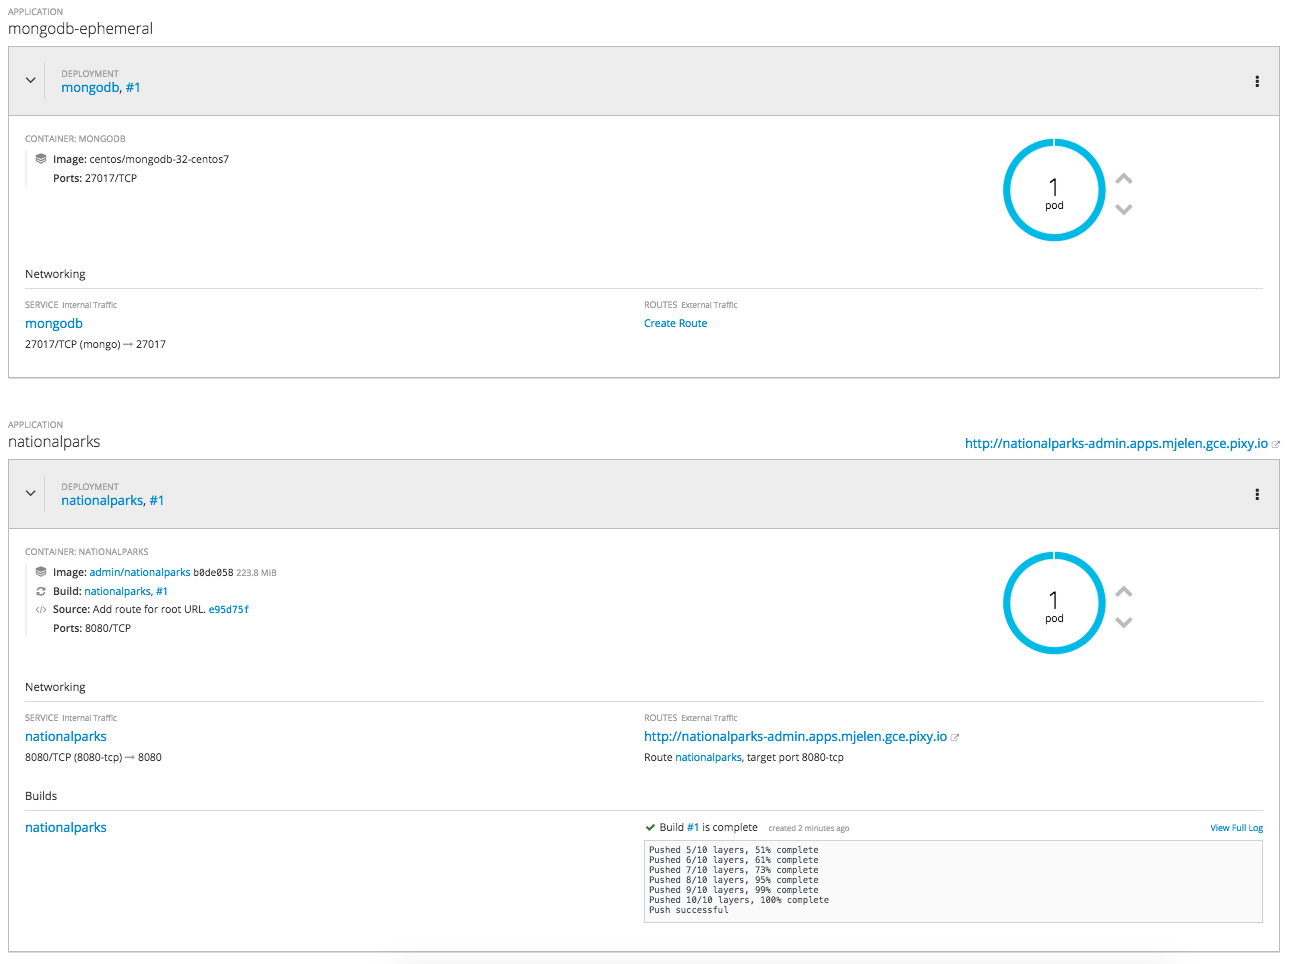 APPLICATION
mongodb-ephemeral
DEPLOYMENT
mongodb, #1
CONTAINER: MONGODB
Image: centos/mongodb-32-centos7
Ports: 27017/TCP
1
pod
Networking
SERVICE Internal Traffic
mongodb
27017/TCP (mongo) → 27017
ROUTES External Traffic
Create Route
APPLICATION
nationalparks
http://nationalparks-admin.apps.mjelen.gce.pixy.io
DEPLOYMENT
nationalparks, #1
CONTAINER: NATIONALPARKS
Image: admin/nationalparks b0de058 223.8 MiB
Build: nationalparks, #1
Source: Add route for root URL. e95d75f
Ports: 8080/TCP
1
pod
Networking
SERVICE Internal Traffic
nationalparks
8080/TCP (8080-tcp) → 8080
ROUTES External Traffic
http://nationalparks-admin.apps.mjelen.gce.pixy.io
Route nationalparks, target port 8080-tcp
Builds
nationalparks
Build #1 is complete created 2 minutes ago
View Full Log
Pushed 5/10 layers, 51% complete
Pushed 6/10 layers, 61% complete
Pushed 7/10 layers, 73% complete
Pushed 8/10 layers, 95% complete
Pushed 9/10 layers, 99% complete
Pushed 10/10 layers, 100% complete
Push successful